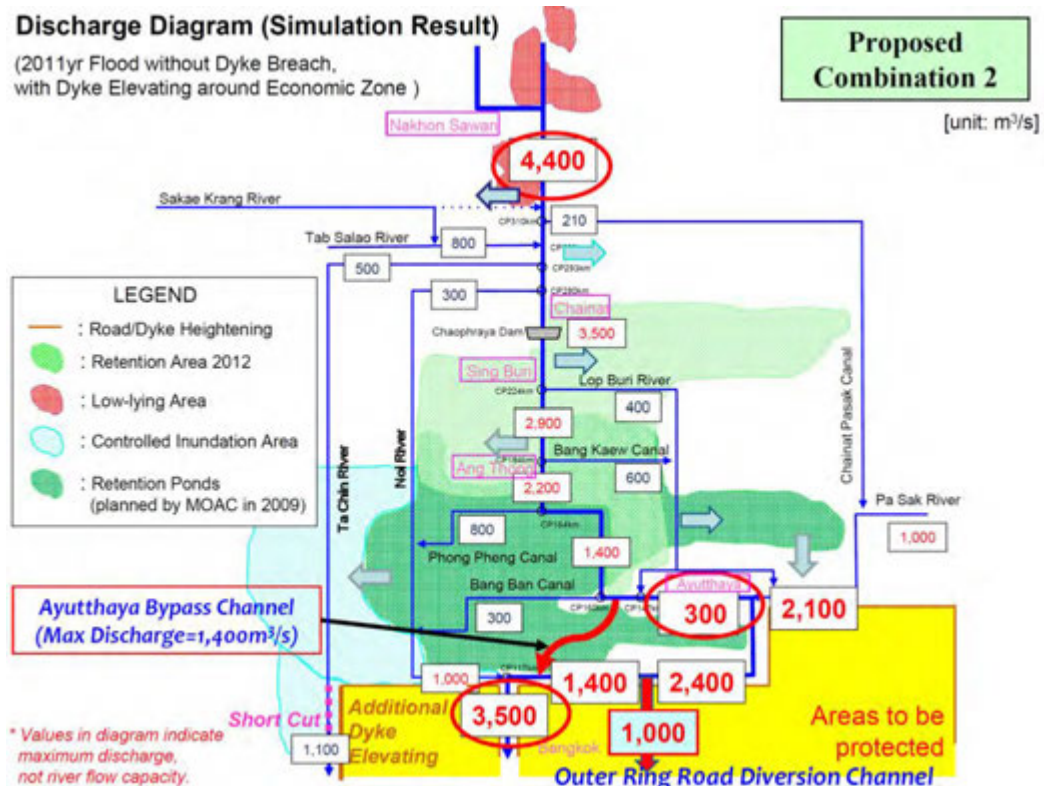 Discharge Diagram (Simulation Result)
(2011yr Flood without Dyke Breach,
with Dyke Elevating around Economic Zone )
Proposed
Combination 2
[unit: m³/s]
Nakhon Sawan
4,400
Sakae Krang River
CP310km
210
Tab Salao River
800
500
CP293km
300
CP290km
Chainat
Chaophraya Dam
3,500
Sing Buri
Lop Buri River
CP224km
400
2,900
Bang Kaew Canal
Ang Thong
600
2,200
Ta Chin River
Noi River
Chainat Pasak Canal
Pa Sak River
1,000
LEGEND
: Road/Dyke Heightening
: Retention Area 2012
: Low-lying Area
: Controlled Inundation Area
: Retention Ponds
(planned by MOAC in 2009)
CP164km
800
Phong Pheng Canal
1,400
Bang Ban Canal
Ayutthaya
300
300
2,100
Ayutthaya Bypass Channel
(Max Discharge=1,400m³/s)
1,000
1,400
2,400
3,500
1,000
Short Cut
1,100
Additional
Dyke
Elevating
Bangkok
Areas to be
protected
Outer Ring Road Diversion Channel
* Values in diagram indicate
maximum discharge,
not river flow capacity.